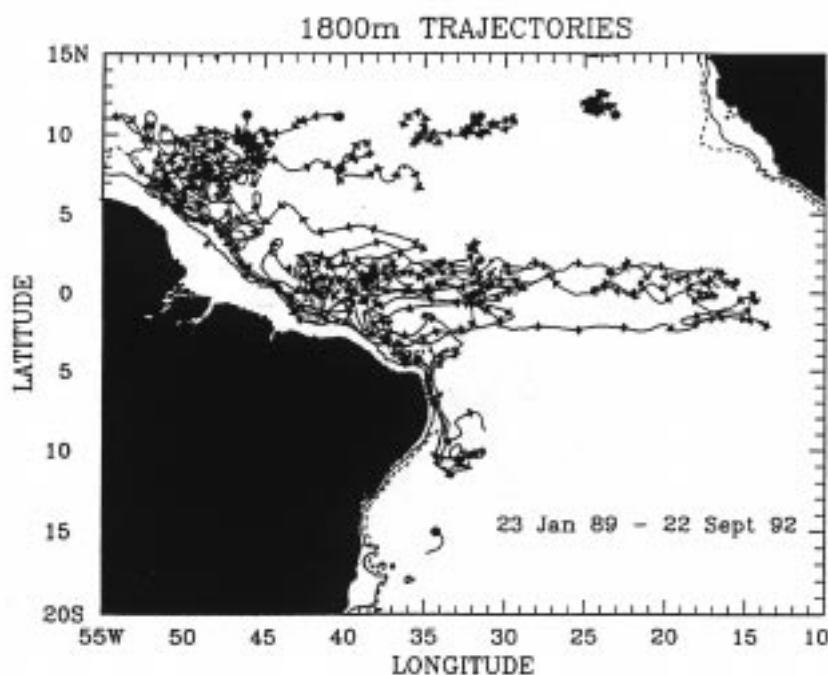 1800m TRAJECTORIES
15N
10
5
0
5
10
15
20S
LATITUDE
23 Jan 89 - 22 Sept 92
55W 50 45 40 35 30 25 20 15 10
LONGITUDE